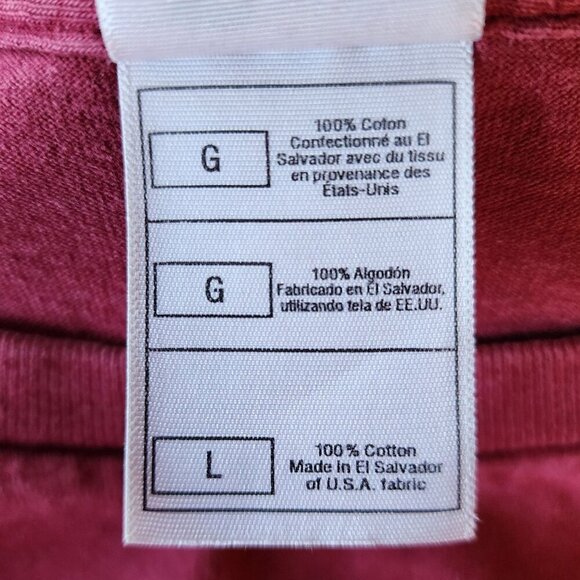 G
100% Coton
Confectionné au El
Salvador avec du tissu
en provenance des
États-Unis
G
100% Algodón
Fabricado en El Salvador,
utilizando tela de EE.UU.
L
100% Cotton
Made in El Salvador
of U.S.A. fabric